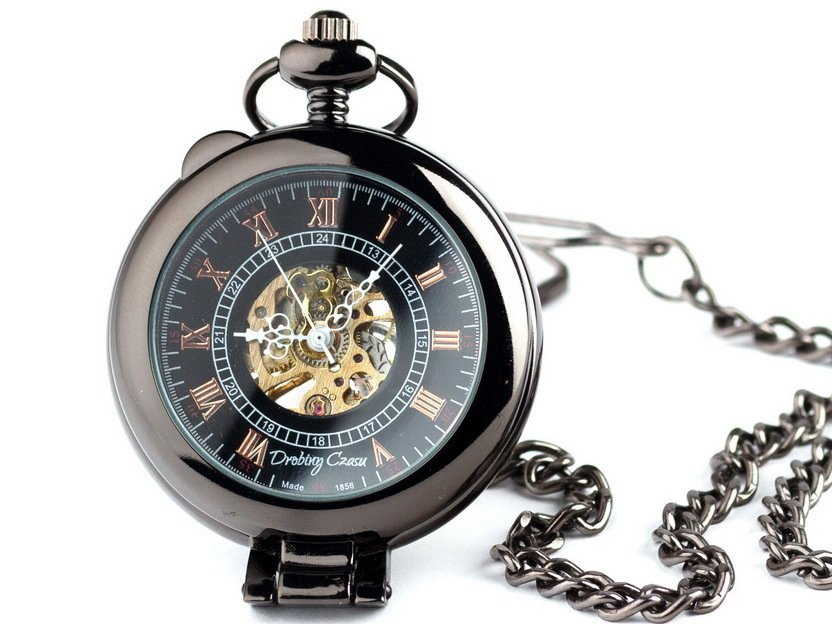 XII
I
II
III
IIII
V
VII
VIII
IX
X
XI
24
13
14
15
16
17
18
19
20
21
22
23
Drobiny Czasu
Made 1856